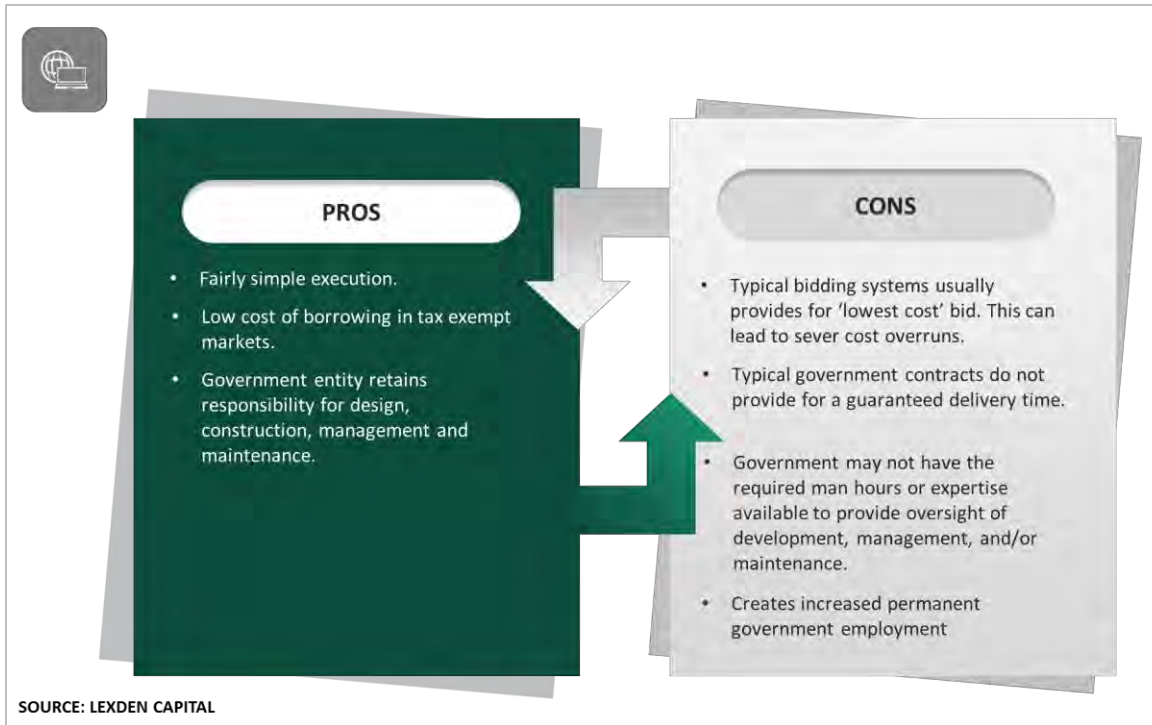 PROS
• Fairly simple execution.
• Low cost of borrowing in tax exempt
markets.
• Government entity retains
responsibility for design,
construction, management and
maintenance.
CONS
• Typical bidding systems usually
provides for ‘lowest cost’ bid. This can
lead to sever cost overruns.
• Typical government contracts do not
provide for a guaranteed delivery time.
• Government may not have the
required man hours or expertise
available to provide oversight of
development, management, and/or
maintenance.
• Creates increased permanent
government employment
SOURCE: LEXDEN CAPITAL